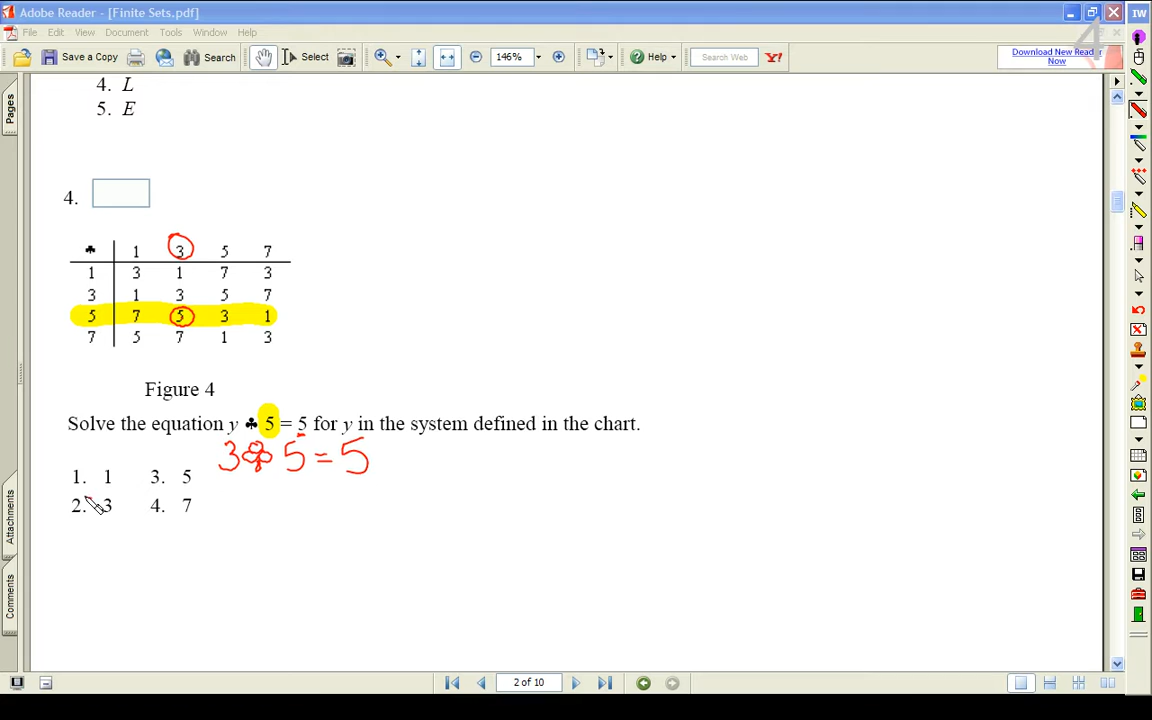 Adobe Reader - [Finite Sets.pdf]
IW
File Edit View Document Tools Window Help
Save a Copy Search Select 146% Help Search Web Y!
Download New Reader Now
Pages
4. L
5. E
4.
♣ 1 3 5 7
1 3 1 7 3
3 1 3 5 7
5 7 5 3 1
7 5 7 1 3
Figure 4
Solve the equation y ♣ 5 = 5 for y in the system defined in the chart.
3 ♣ 5 = 5
1. 1 3. 5
2. 3 4. 7
Attachments
Comments
2 of 10